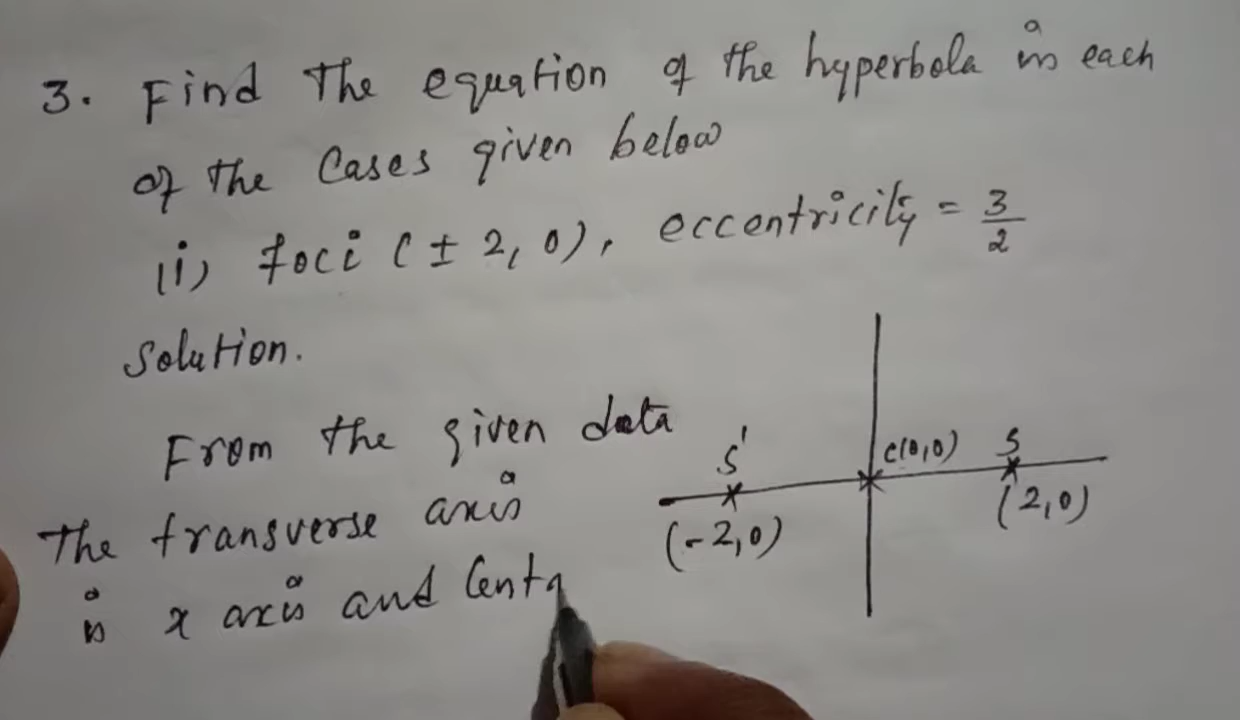 3. Find The equation of the hyperbola in each
of the Cases given below
(i) foci (± 2, 0), eccentricity = 3/2
Solution.
From the given data
the transverse axis
is x axis and Cent
S'
C(0,0)
S
(-2,0)
(2,0)